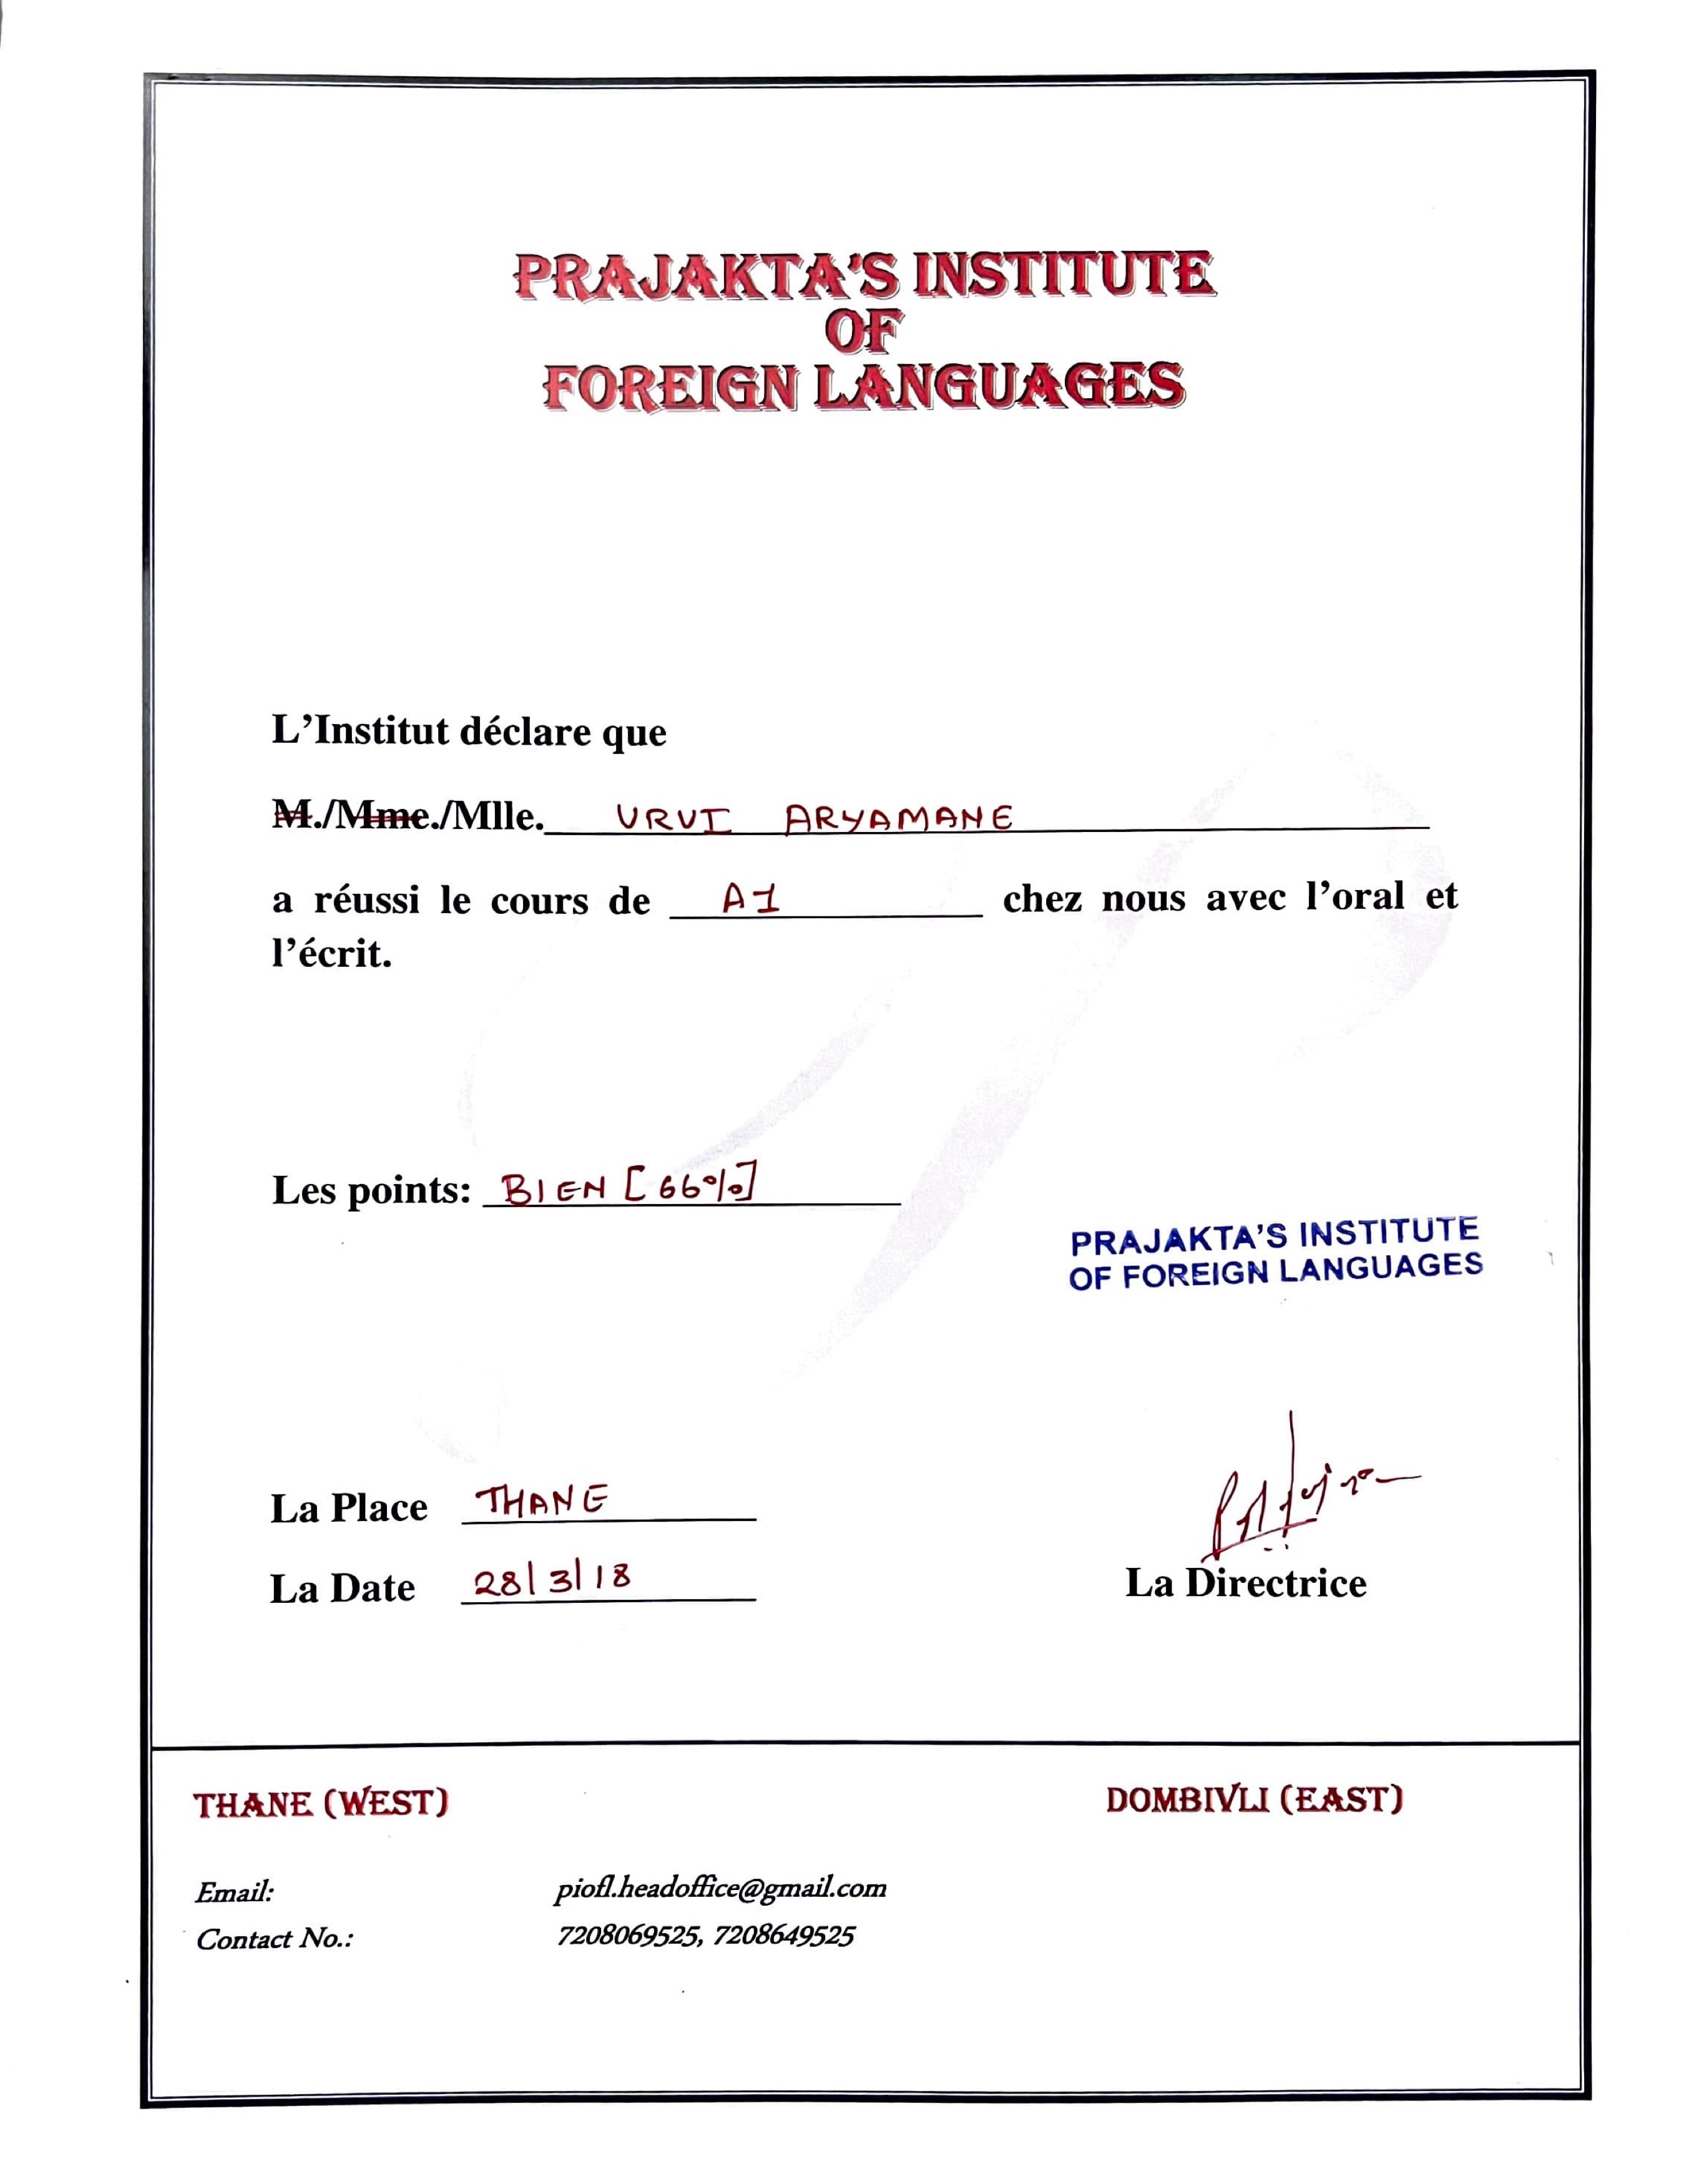 PRAJAKTA'S INSTITUTE
OF
FOREIGN LANGUAGES
L'Institut déclare que
M./Mme./Mlle. URVI ARYAMANE
a réussi le cours de A1 chez nous avec l'oral et
l'écrit.
Les points: BIEN [66%]
PRAJAKTA'S INSTITUTE
OF FOREIGN LANGUAGES
La Place THANE
La Date 28/3/18
La Directrice
THANE (WEST) DOMBIVLI (EAST)
Email: piofl.headoffice@gmail.com
Contact No.: 7208069525, 7208649525